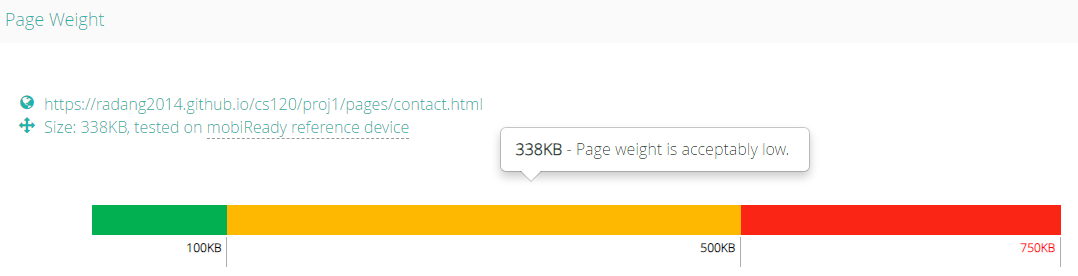 Page Weight
https://radang2014.github.io/cs120/proj1/pages/contact.html
Size: 338KB, tested on mobiReady reference device
338KB - Page weight is acceptably low.
100KB 500KB 750KB